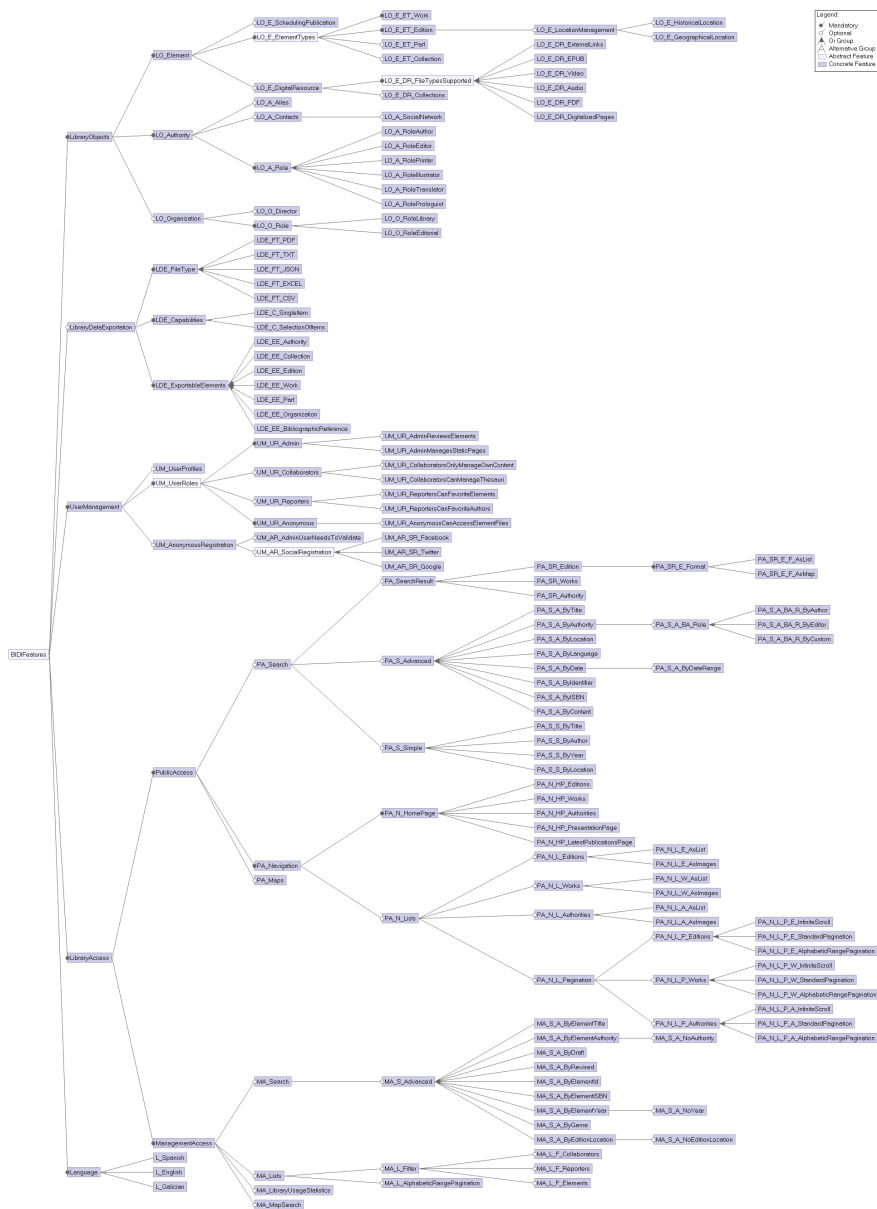 Legend:
Mandatory
Optional
Or Group
Alternative Group
Abstract Feature
Concrete Feature
BIDIFeatures
LibraryObjects
LO_Element
LO_E_SchedulingPublication
LO_E_ElementTypes
LO_E_ET_Work
LO_E_ET_Edition
LO_E_LocationManagement
LO_E_HistoricalLocation
LO_E_GeographicalLocation
LO_E_ET_Part
LO_E_ET_Collection
LO_E_DigitalResource
LO_E_DR_FileTypesSupported
LO_E_DR_ExternalLinks
LO_E_DR_EPUB
LO_E_DR_Video
LO_E_DR_Audio
LO_E_DR_PDF
LO_E_DR_DigitalizedPages
LO_E_DR_Collections
LO_Authority
LO_A_Alias
LO_A_Contacts
LO_A_SocialNetwork
LO_A_Role
LO_A_RoleAuthor
LO_A_RoleEditor
LO_A_RolePrinter
LO_A_RoleIllustrator
LO_A_RoleTranslator
LO_A_RoleProloguist
LO_Organization
LO_O_Director
LO_O_Role
LO_O_RoleLibrary
LO_O_RoleEditorial
LibraryDataExportation
LDE_FileType
LDE_FT_PDF
LDE_FT_TXT
LDE_FT_JSON
LDE_FT_EXCEL
LDE_FT_CSV
LDE_Capabilities
LDE_C_SingleItem
LDE_C_SelectionOfItems
LDE_ExportableElements
LDE_EE_Authority
LDE_EE_Collection
LDE_EE_Edition
LDE_EE_Work
LDE_EE_Part
LDE_EE_Organization
LDE_EE_BibliographicReference
UserManagement
UM_UserProfiles
UM_UserRoles
UM_UR_Admin
UM_UR_AdminReviewsElements
UM_UR_AdminManagesStaticPages
UM_UR_Collaborators
UM_UR_CollaboratorsOnlyManageOwnContent
UM_UR_CollaboratorsCanManageThesauri
UM_UR_Reporters
UM_UR_ReportersCanFavoriteElements
UM_UR_ReportersCanFavoriteAuthors
UM_UR_Anonymous
UM_UR_AnonymousCanAccessElementFiles
UM_AnonymousRegistration
UM_AR_AdminUserNeedsToValidate
UM_AR_SocialRegistration
UM_AR_SR_Facebook
UM_AR_SR_Twitter
UM_AR_SR_Google
LibraryAccess
PublicAccess
PA_Search
PA_SearchResult
PA_SR_Edition
PA_SR_E_Format
PA_SR_E_F_AsList
PA_SR_E_F_AsMap
PA_SR_Works
PA_SR_Authority
PA_S_Advanced
PA_S_A_ByTitle
PA_S_A_ByAuthority
PA_S_A_BA_Role
PA_S_A_BA_R_ByAuthor
PA_S_A_BA_R_ByEditor
PA_S_A_BA_R_ByCustom
PA_S_A_ByLocation
PA_S_A_ByLanguage
PA_S_A_ByDate
PA_S_A_ByDateRange
PA_S_A_ByIdentifier
PA_S_A_ByISBN
PA_S_A_ByContent
PA_S_Simple
PA_S_S_ByTitle
PA_S_S_ByAuthor
PA_S_S_ByYear
PA_S_S_ByLocation
PA_Navigation
PA_N_HomePage
PA_N_HP_Editions
PA_N_HP_Works
PA_N_HP_Authorities
PA_N_HP_PresentationPage
PA_N_HP_LatestPublicationsPage
PA_N_Lists
PA_N_L_Editions
PA_N_L_E_AsList
PA_N_L_E_AsImages
PA_N_L_Works
PA_N_L_W_AsList
PA_N_L_W_AsImages
PA_N_L_Authorities
PA_N_L_A_AsList
PA_N_L_A_AsImages
PA_N_L_Pagination
PA_N_L_P_Editions
PA_N_L_P_E_InfiniteScroll
PA_N_L_P_E_StandardPagination
PA_N_L_P_E_AlphabeticRangePagination
PA_N_L_P_Works
PA_N_L_P_W_InfiniteScroll
PA_N_L_P_W_StandardPagination
PA_N_L_P_W_AlphabeticRangePagination
PA_N_L_P_Authorities
PA_N_L_P_A_InfiniteScroll
PA_N_L_P_A_StandardPagination
PA_N_L_P_A_AlphabeticRangePagination
PA_Maps
ManagementAccess
MA_Search
MA_S_Advanced
MA_S_A_ByElementTitle
MA_S_A_ByElementAuthority
MA_S_A_NoAuthority
MA_S_A_ByDraft
MA_S_A_ByRevised
MA_S_A_ByElementId
MA_S_A_ByElementISBN
MA_S_A_ByElementYear
MA_S_A_NoYear
MA_S_A_ByGenre
MA_S_A_ByEditionLocation
MA_S_A_NoEditionLocation
MA_Lists
MA_L_Filter
MA_L_F_Collaborators
MA_L_F_Reporters
MA_L_F_Elements
MA_L_AlphabeticRangePagination
MA_LibraryUsageStatistics
MA_MapSearch
Language
L_Spanish
L_English
L_Galician